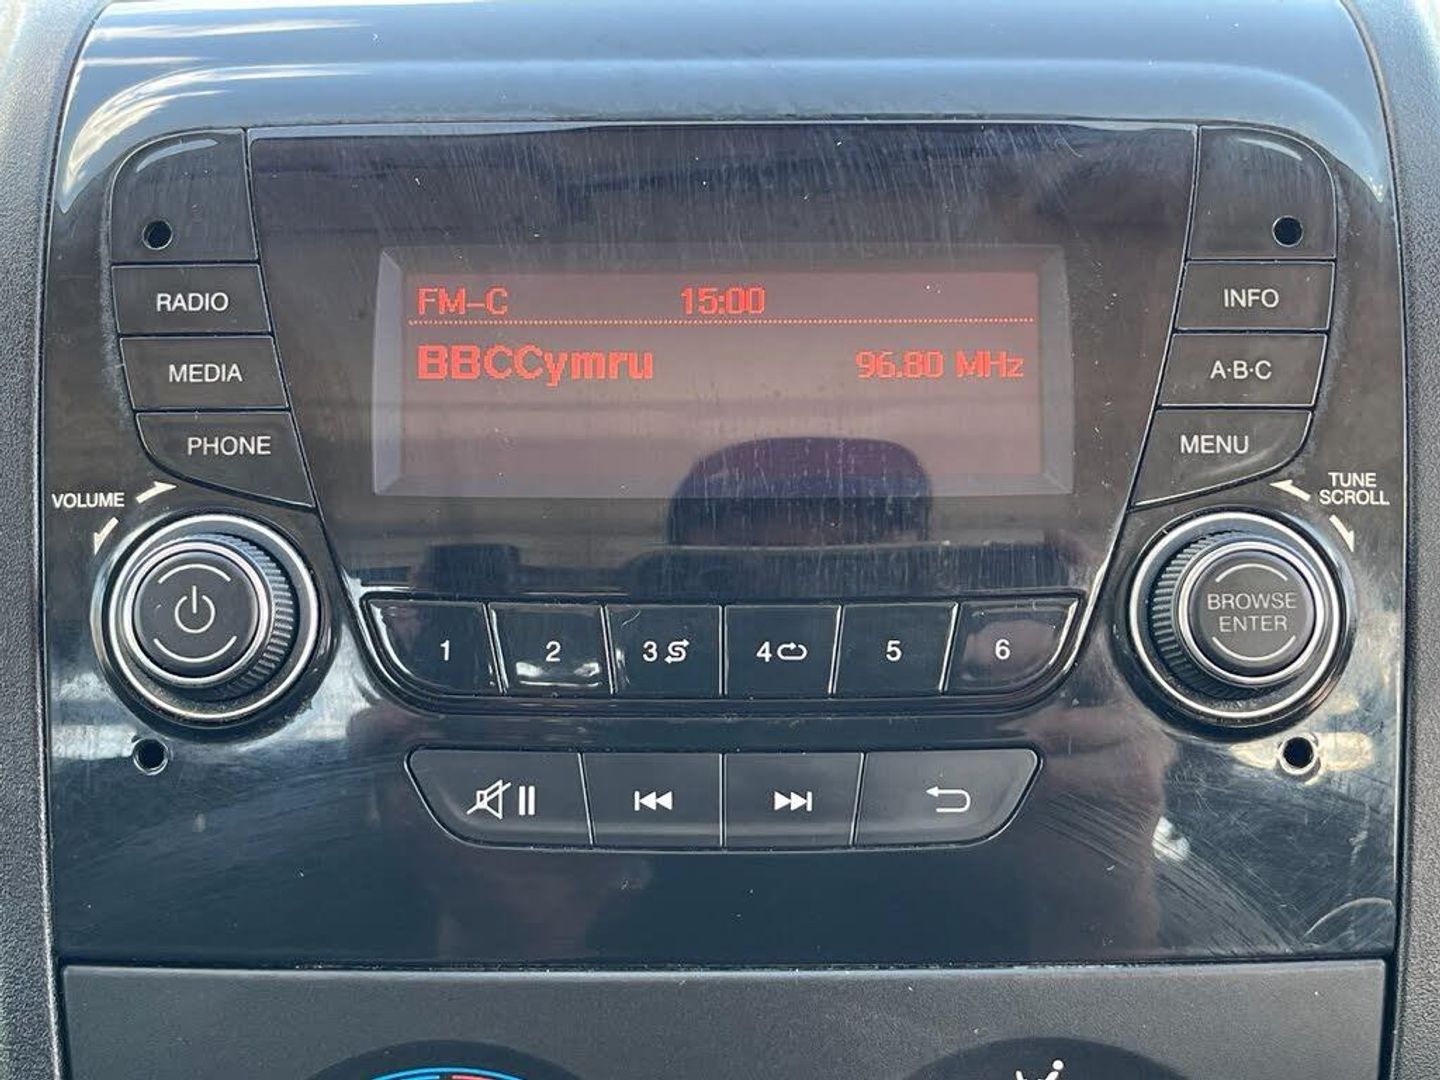 FM-C 15:00
BBCCymru 96.80 MHz
RADIO
MEDIA
PHONE
INFO
A·B·C
MENU
VOLUME
TUNE
SCROLL
BROWSE
ENTER
1 2 3 4 5 6